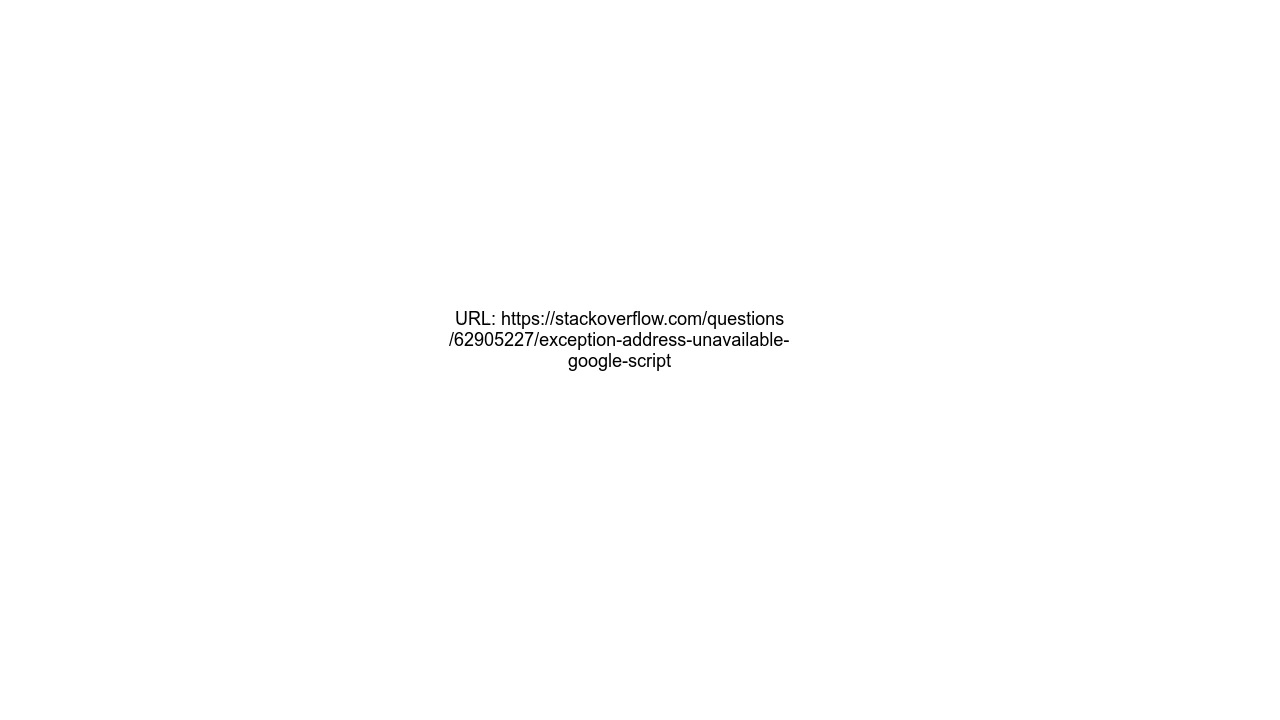 URL: https://stackoverflow.com/questions
/62905227/exception-address-unavailable-
google-script